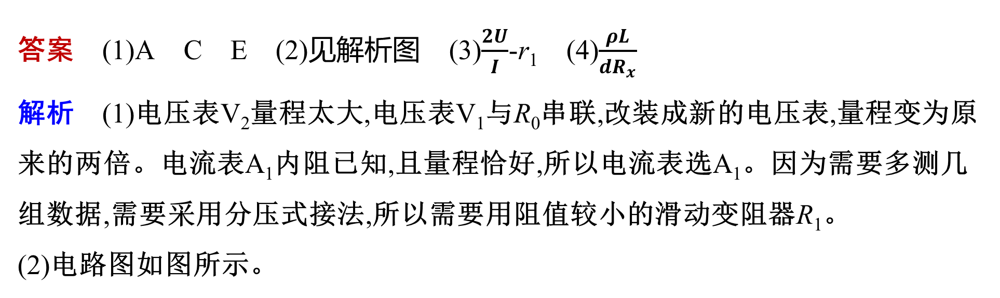 答案 (1)A C E (2)见解析图 (3)\frac{2U}{I}-r₁ (4)\frac{ρL}{dRₓ}
解析 (1)电压表V₂量程太大,电压表V₁与R₀串联,改装成新的电压表,量程变为原
来的两倍。电流表A₁内阻已知,且量程恰好,所以电流表选A₁。因为需要多测几
组数据,需要采用分压式接法,所以需要用阻值较小的滑动变阻器R₁。
(2)电路图如图所示。